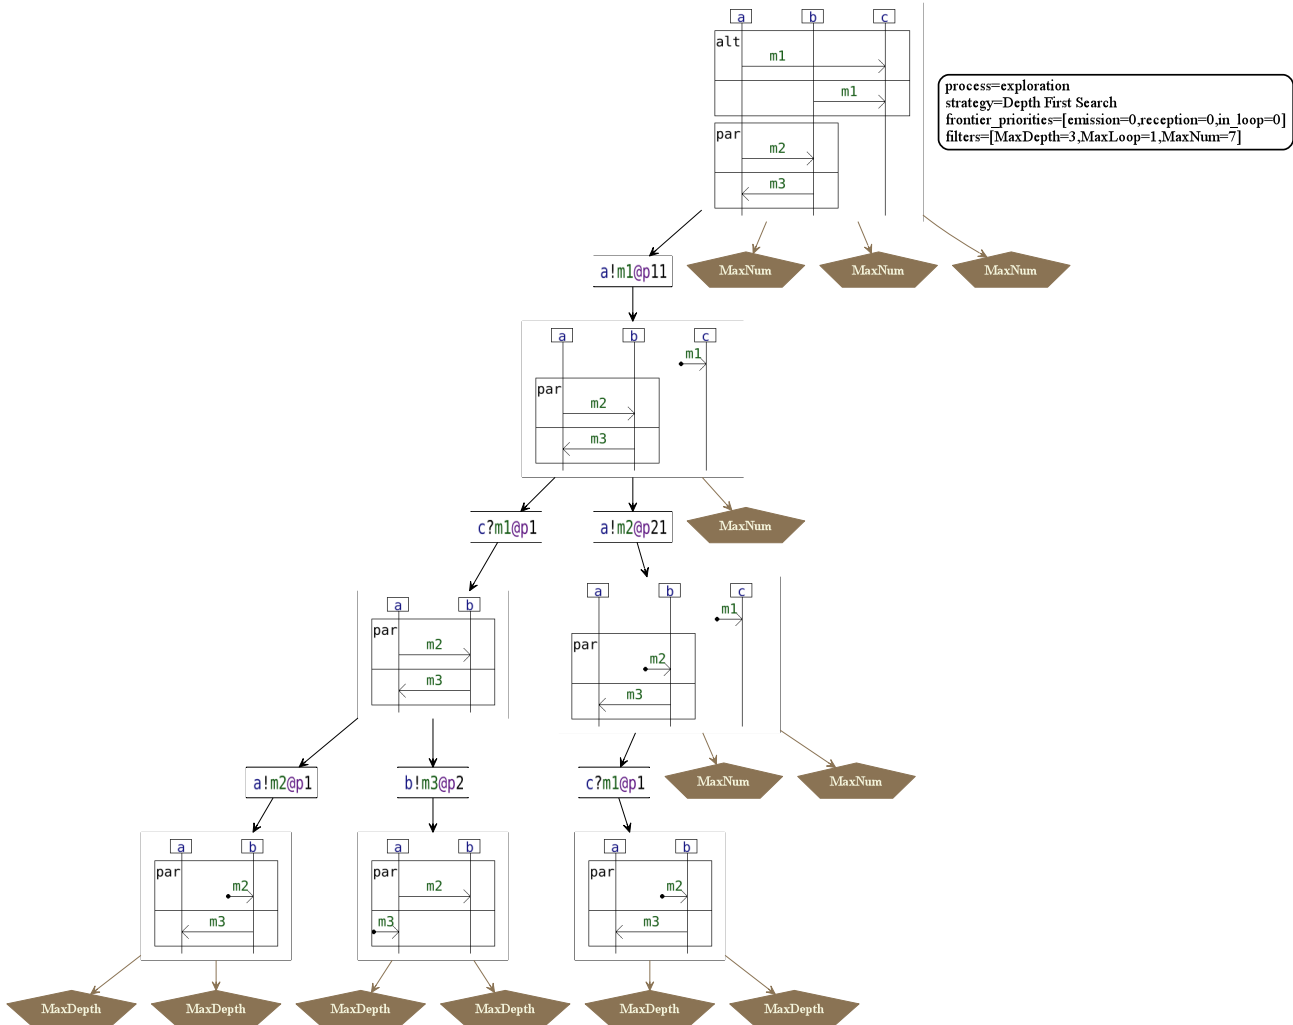 a b c
alt
m1
m1
par
m2
m3
process=exploration
strategy=Depth First Search
frontier_priorities=[emission=0,reception=0,in_loop=0]
filters=[MaxDepth=3,MaxLoop=1,MaxNum=7]
a!m1@p11 MaxNum MaxNum MaxNum
a b c
m1
par
m2
m3
c?m1@p1 a!m2@p21 MaxNum
a b
par
m2
m3
a b c
m1
par
m2
m3
a!m2@p1 b!m3@p2 c?m1@p1 MaxNum MaxNum
a b
par
m2
m3
a b
par
m2
m3
a b
par
m2
m3
MaxDepth MaxDepth MaxDepth MaxDepth MaxDepth MaxDepth